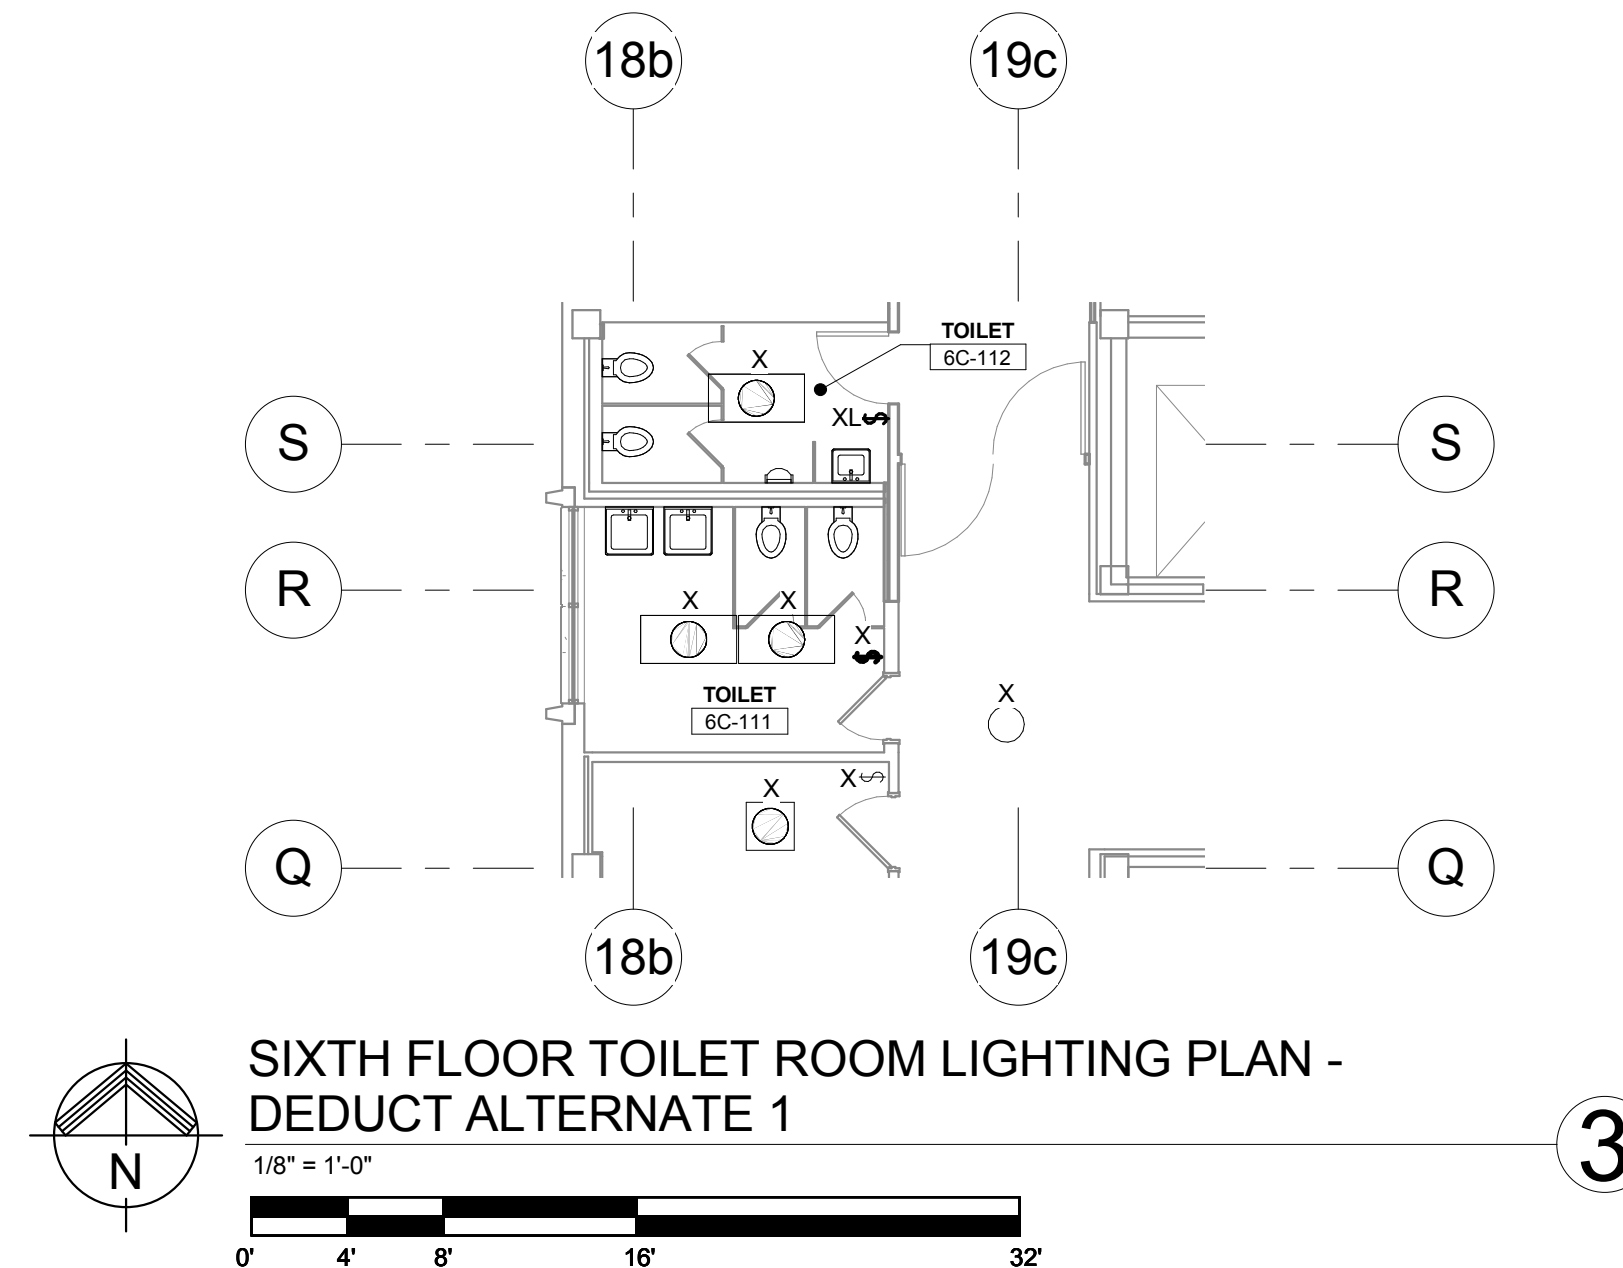 18b
19c
TOILET
6C-112
X
XL $
S
S
R
R
X
X
X
$
TOILET
6C-111
X
X $
X
Q
Q
18b
19c
SIXTH FLOOR TOILET ROOM LIGHTING PLAN -
DEDUCT ALTERNATE 1
3
N
1/8" = 1'-0"
0' 4' 8' 16' 32'